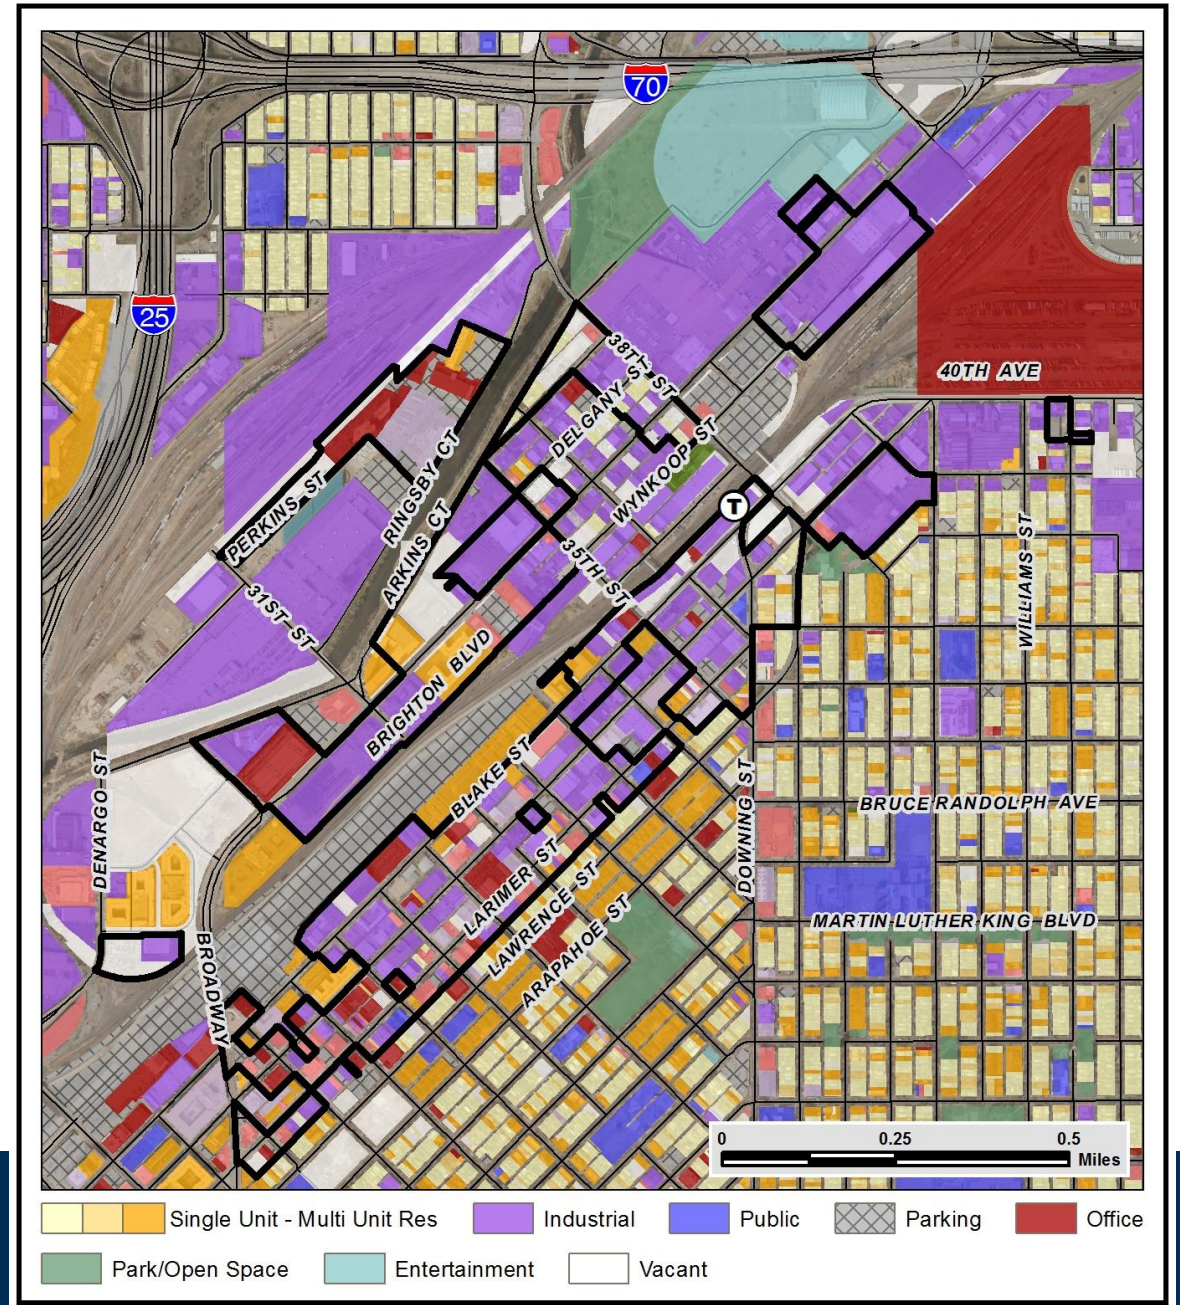 70
25
38TH ST
40TH AVE
DELGANY ST
WYNKOOP ST
T
RINGSBY CT
PERKINS ST
ARKINS CT
35TH ST
WILLIAMS ST
31ST ST
BRIGHTON BLVD
DENARGO ST
BLAKE ST
DOWNING ST
BRUCE RANDOLPH AVE
LARIMER ST
LAWRENCE ST
MARTIN LUTHER KING BLVD
ARAPAHOE ST
BROADWAY
0 0.25 0.5
Miles
Single Unit - Multi Unit Res Industrial Public Parking Office
Park/Open Space Entertainment Vacant